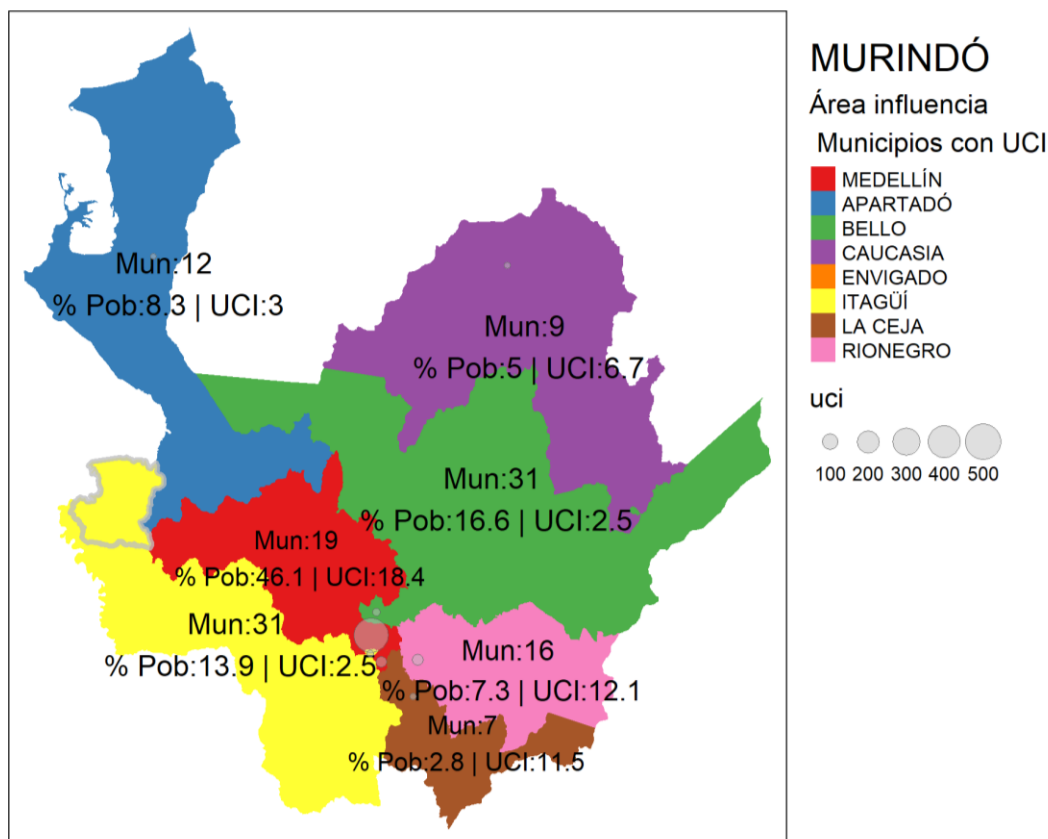 MURINDÓ
Área influencia
Municipios con UCI
MEDELLÍN
APARTADÓ
BELLO
CAUCASIA
ENVIGADO
ITAGÜÍ
LA CEJA
RIONEGRO
uci
100 200 300 400 500
Mun:12
% Pob:8.3 | UCI:3
Mun:9
% Pob:5 | UCI:6.7
Mun:31
% Pob:16.6 | UCI:2.5
Mun:19
% Pob:46.1 | UCI:18.4
Mun:31
% Pob:13.9 | UCI:2.5
Mun:16
% Pob:7.3 | UCI:12.1
Mun:7
% Pob:2.8 | UCI:11.5